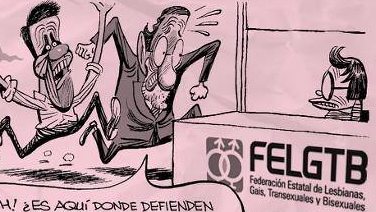 FELGTB
Federación Estatal de Lesbianas,
Gais, Transexuales y Bisexuales
H! ¿ES AQUÍ DONDE DEFIENDEN